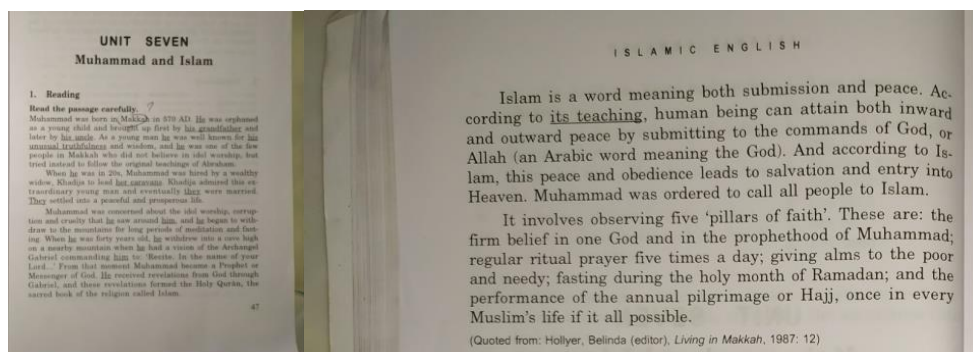 UNIT SEVEN
Muhammad and Islam
1. Reading
Read the passage carefully.
Muhammad was born in Makkah in 570 AD. He was orphaned
as a young child and brought up first by his grandfather and
later by his uncle. As a young man he was well known for his
unusual truthfulness and wisdom, and he was one of the few
people in Makkah who did not believe in idol worship, but
tried instead to follow the original teachings of Abraham.
When he was in 20s, Muhammad was hired by a wealthy
widow, Khadija to lead her caravans. Khadija admired this ex-
traordinary young man and eventually they were married.
They settled into a peaceful and prosperous life.
Muhammad was concerned about the idol worship, corrup-
tion and cruelty that he saw around him, and he began to with-
draw to the mountains for long periods of meditation and fast-
ing. When he was forty years old, he withdrew into a cave high
on a nearby mountain when he had a vision of the Archangel
Gabriel commanding him to: 'Recite. In the name of your
Lord...' From that moment Muhammad became a Prophet or
Messenger of God. He received revelations from God through
Gabriel, and these revelations formed the Holy Qurān, the
sacred book of the religion called Islam.
47
ISLAMIC ENGLISH
Islam is a word meaning both submission and peace. Ac-
cording to its teaching, human being can attain both inward
and outward peace by submitting to the commands of God, or
Allah (an Arabic word meaning the God). And according to Is-
lam, this peace and obedience leads to salvation and entry into
Heaven. Muhammad was ordered to call all people to Islam.
It involves observing five 'pillars of faith'. These are: the
firm belief in one God and in the prophethood of Muhammad;
regular ritual prayer five times a day; giving alms to the poor
and needy; fasting during the holy month of Ramadan; and the
performance of the annual pilgrimage or Hajj, once in every
Muslim's life if it all possible.
(Quoted from: Hollyer, Belinda (editor), Living in Makkah, 1987: 12)